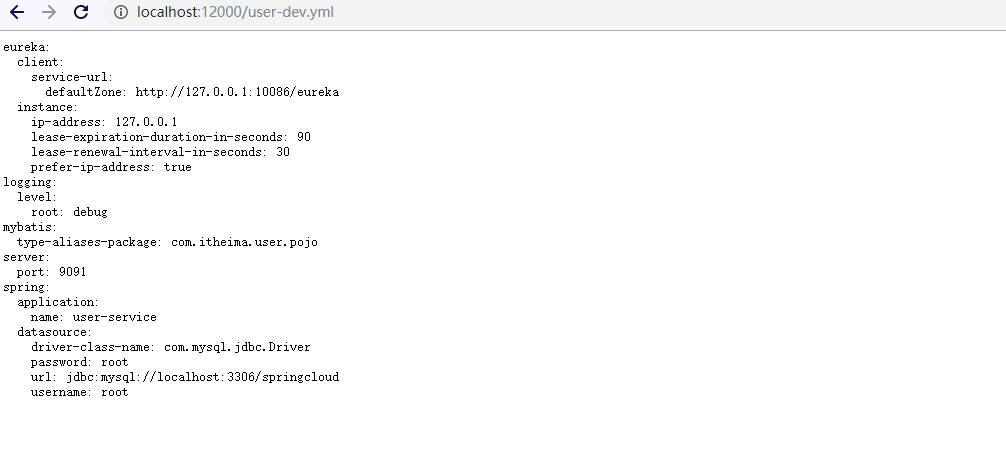 localhost:12000/user-dev.yml
eureka:
  client:
    service-url:
      defaultZone: http://127.0.0.1:10086/eureka
  instance:
    ip-address: 127.0.0.1
    lease-expiration-duration-in-seconds: 90
    lease-renewal-interval-in-seconds: 30
    prefer-ip-address: true
logging:
  level:
    root: debug
mybatis:
  type-aliases-package: com.itheima.user.pojo
server:
  port: 9091
spring:
  application:
    name: user-service
  datasource:
    driver-class-name: com.mysql.jdbc.Driver
    password: root
    url: jdbc:mysql://localhost:3306/springcloud
    username: root